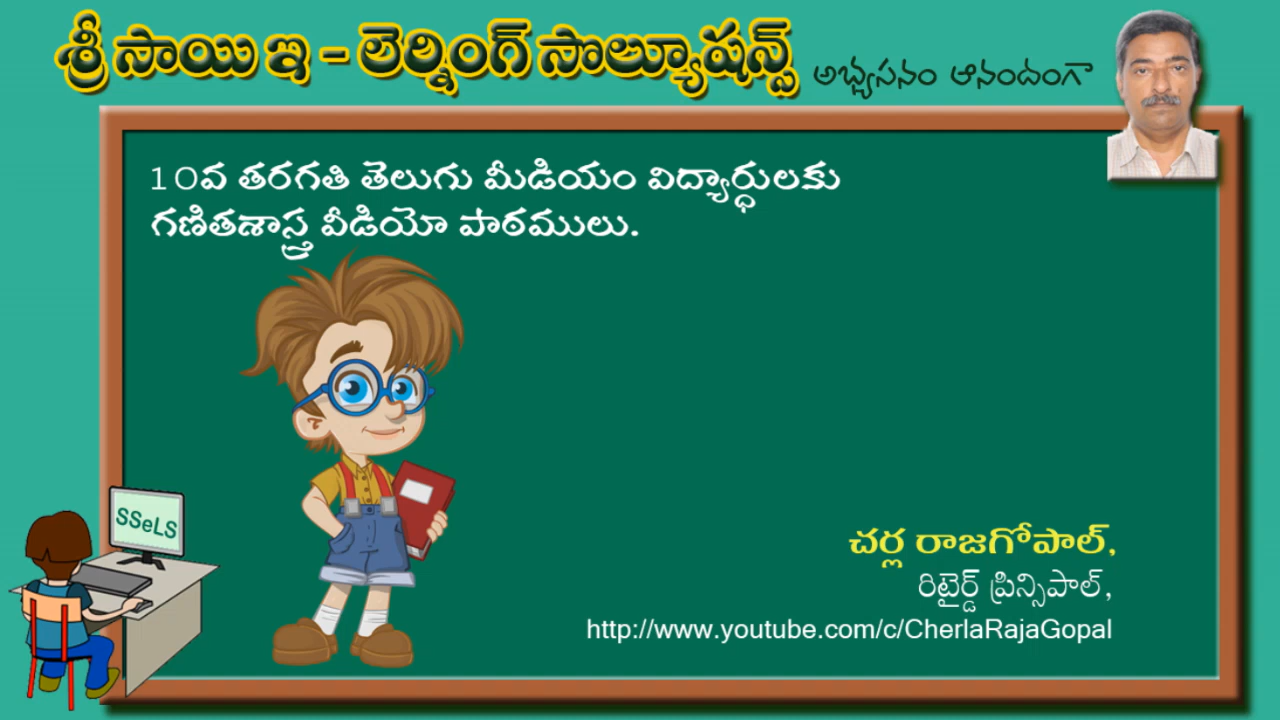 శ్రీ సాయి ఇ - లెర్నింగ్ సొల్యూషన్స్ అభ్యసనం ఆనందంగా
10వ తరగతి తెలుగు మీడియం విద్యార్ధులకు
గణితశాస్త్ర వీడియో పాఠములు.
SSeLS
చర్ల రాజగోపాల్,
రిటైర్డ్ ప్రిన్సిపాల్,
http://www.youtube.com/c/CherlaRajaGopal